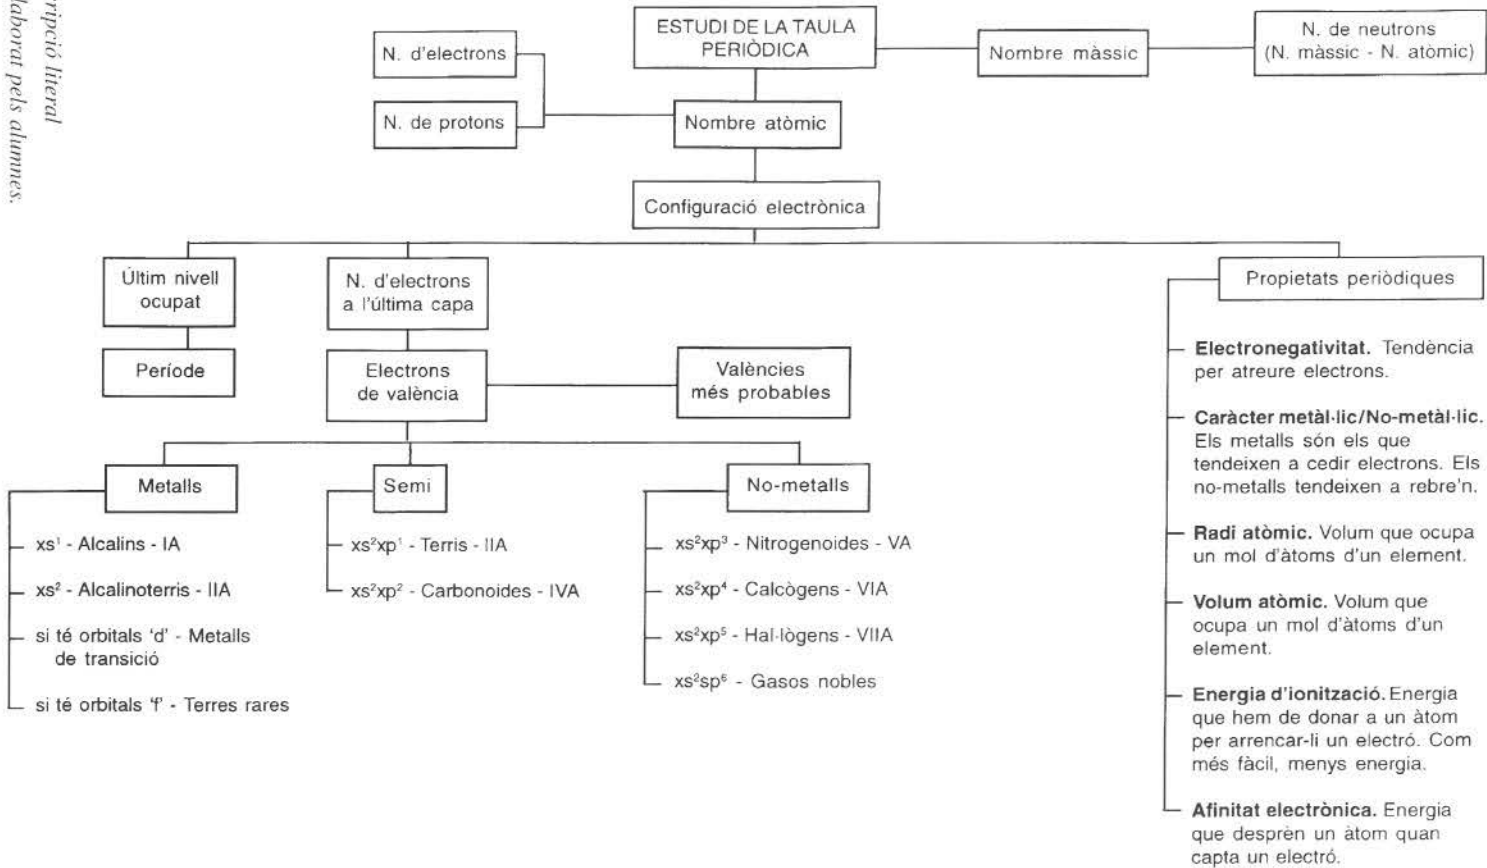 ripció literal
laborat pels alumnes.
ESTUDI DE LA TAULA
PERIÒDICA
N. d'electrons
N. de protons
Nombre atòmic
Nombre màssic
N. de neutrons
(N. màssic - N. atòmic)
Configuració electrònica
Últim nivell
ocupat
Període
N. d'electrons
a l'última capa
Electrons
de valència
Valències
més probables
Metalls
xs¹ - Alcalins - IA
xs² - Alcalinoterris - IIA
si té orbitals 'd' - Metalls
de transició
si té orbitals 'f' - Terres rares
Semi
xs²xp¹ - Terris - IIA
xs²xp² - Carbonoides - IVA
No-metalls
xs²xp³ - Nitrogenoides - VA
xs²xp⁴ - Calcògens - VIA
xs²xp⁵ - Hal·lògens - VIIA
xs²sp⁶ - Gasos nobles
Propietats periòdiques
Electronegativitat. Tendència
per atreure electrons.
Caràcter metàl·lic/No-metàl·lic.
Els metalls són els que
tendeixen a cedir electrons. Els
no-metalls tendeixen a rebre'n.
Radi atòmic. Volum que ocupa
un mol d'àtoms d'un element.
Volum atòmic. Volum que
ocupa un mol d'àtoms d'un
element.
Energia d'ionització. Energia
que hem de donar a un àtom
per arrencar-li un electró. Com
més fàcil, menys energia.
Afinitat electrònica. Energia
que desprèn un àtom quan
capta un electró.